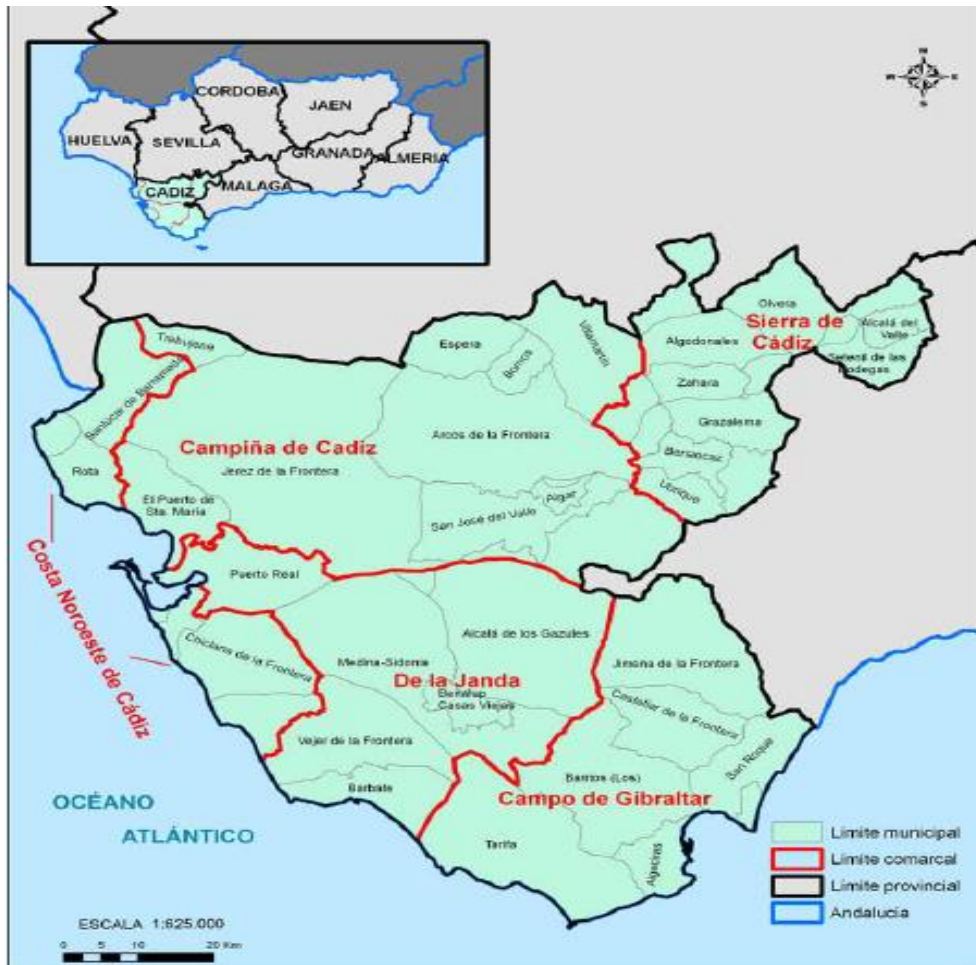 N
W E
S
CORDOBA
JAEN
HUELVA
SEVILLA
GRANADA
ALMERIA
CADIZ
MALAGA
Olvera
Sierra de
Cádiz
Alcalá del
Valle
Setenil de las
Bodegas
Algodonales
Villamartín
Espera
Bornos
Trebujena
Zahara
Sanlúcar de Barrameda
Grazalema
Arcos de la Frontera
Campiña de Cadiz
Jerez de la Frontera
Benaocaz
Rota
Ubrique
Algar
El Puerto de
Sta. María
San José del Valle
Costa Noroeste de Cádiz
Puerto Real
Alcalá de los Gazules
Chiclana de la Frontera
Medina-Sidonia
Jimena de la Frontera
De la Janda
Benalup
Casas Viejas
Castellar de la Frontera
Vejer de la Frontera
San Roque
Barbate
Barrios (Los)
Campo de Gibraltar
OCÉANO
ATLÁNTICO
Tarifa
Algeciras
Límite municipal
Límite comarcal
Límite provincial
Andalucía
ESCALA 1:625.000
0 5 10 20 Km